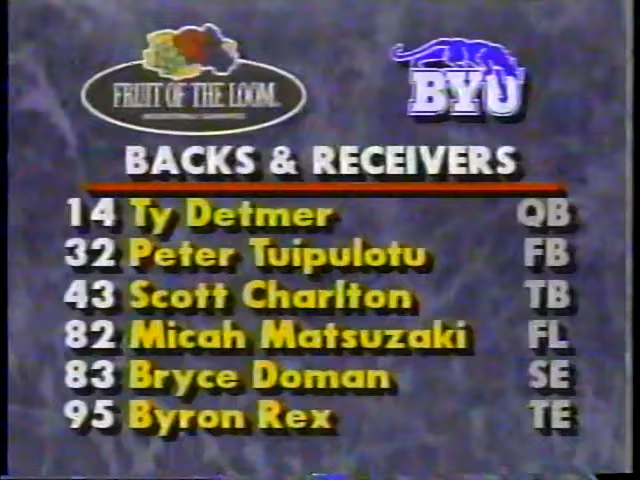 FRUIT OF THE LOOM.
BYU
BACKS & RECEIVERS
14 Ty Detmer QB
32 Peter Tuipulotu FB
43 Scott Charlton TB
82 Micah Matsuzaki FL
83 Bryce Doman SE
95 Byron Rex TE